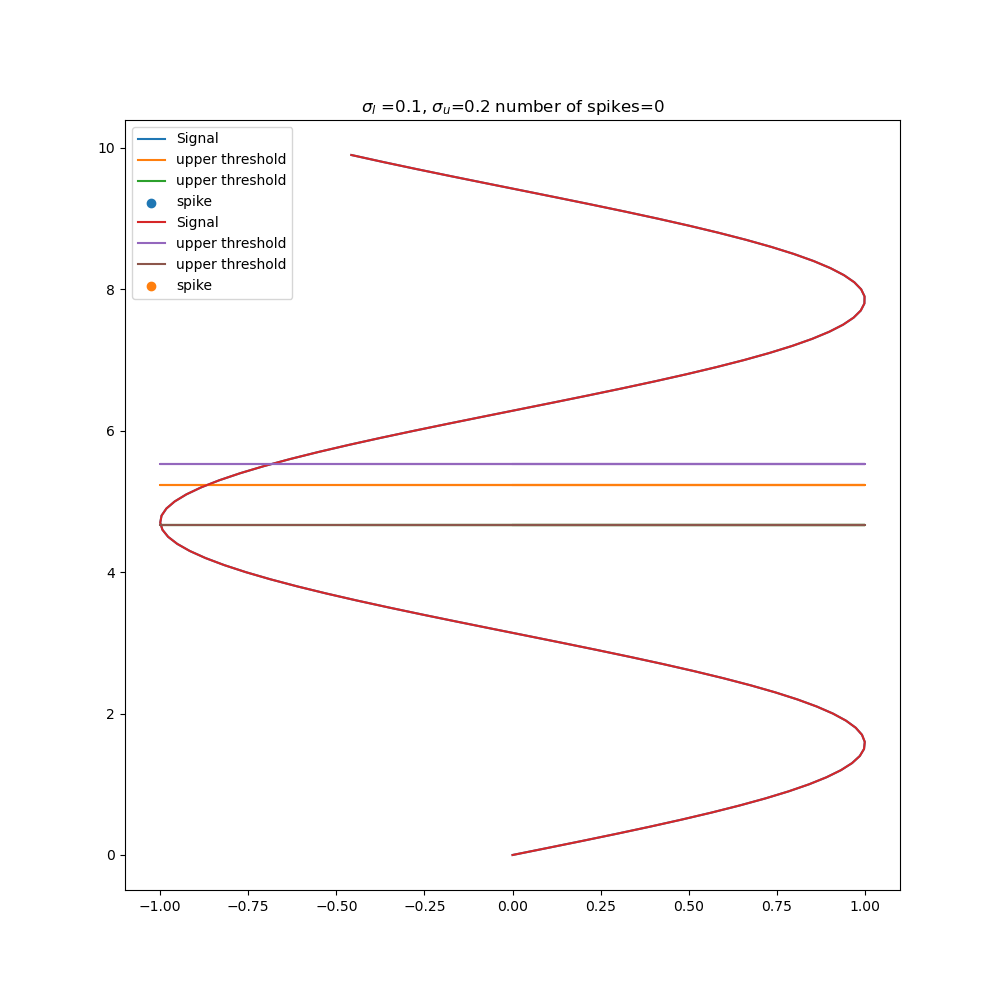 σl =0.1, σu=0.2 number of spikes=0
Signal
upper threshold
upper threshold
spike
Signal
upper threshold
upper threshold
spike
10
8
6
4
2
0
−1.00 −0.75 −0.50 −0.25 0.00 0.25 0.50 0.75 1.00